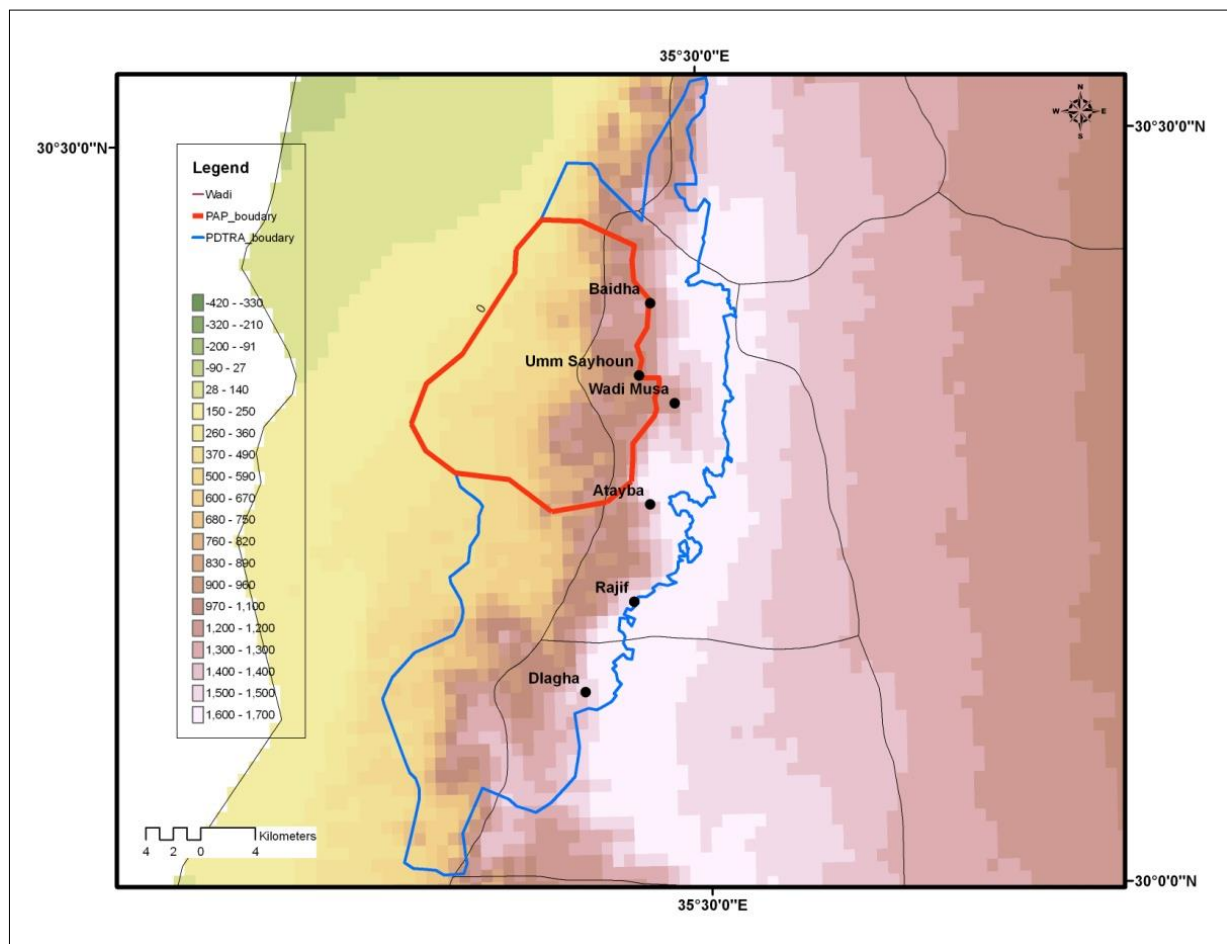 35°30'0"E
30°30'0"N
30°30'0"N
N
W E
S
Legend
Wadi
PAP_boudary
PDTRA_boudary
-420 - -330
-320 - -210
-200 - -91
-90 - 27
28 - 140
150 - 250
260 - 360
370 - 490
500 - 590
600 - 670
680 - 750
760 - 820
830 - 890
900 - 960
970 - 1,100
1,200 - 1,200
1,300 - 1,300
1,400 - 1,400
1,500 - 1,500
1,600 - 1,700
0
Baidha
Umm Sayhoun
Wadi Musa
Atayba
Rajif
Dlagha
Kilometers
4 2 0 4
30°0'0"N
35°30'0"E